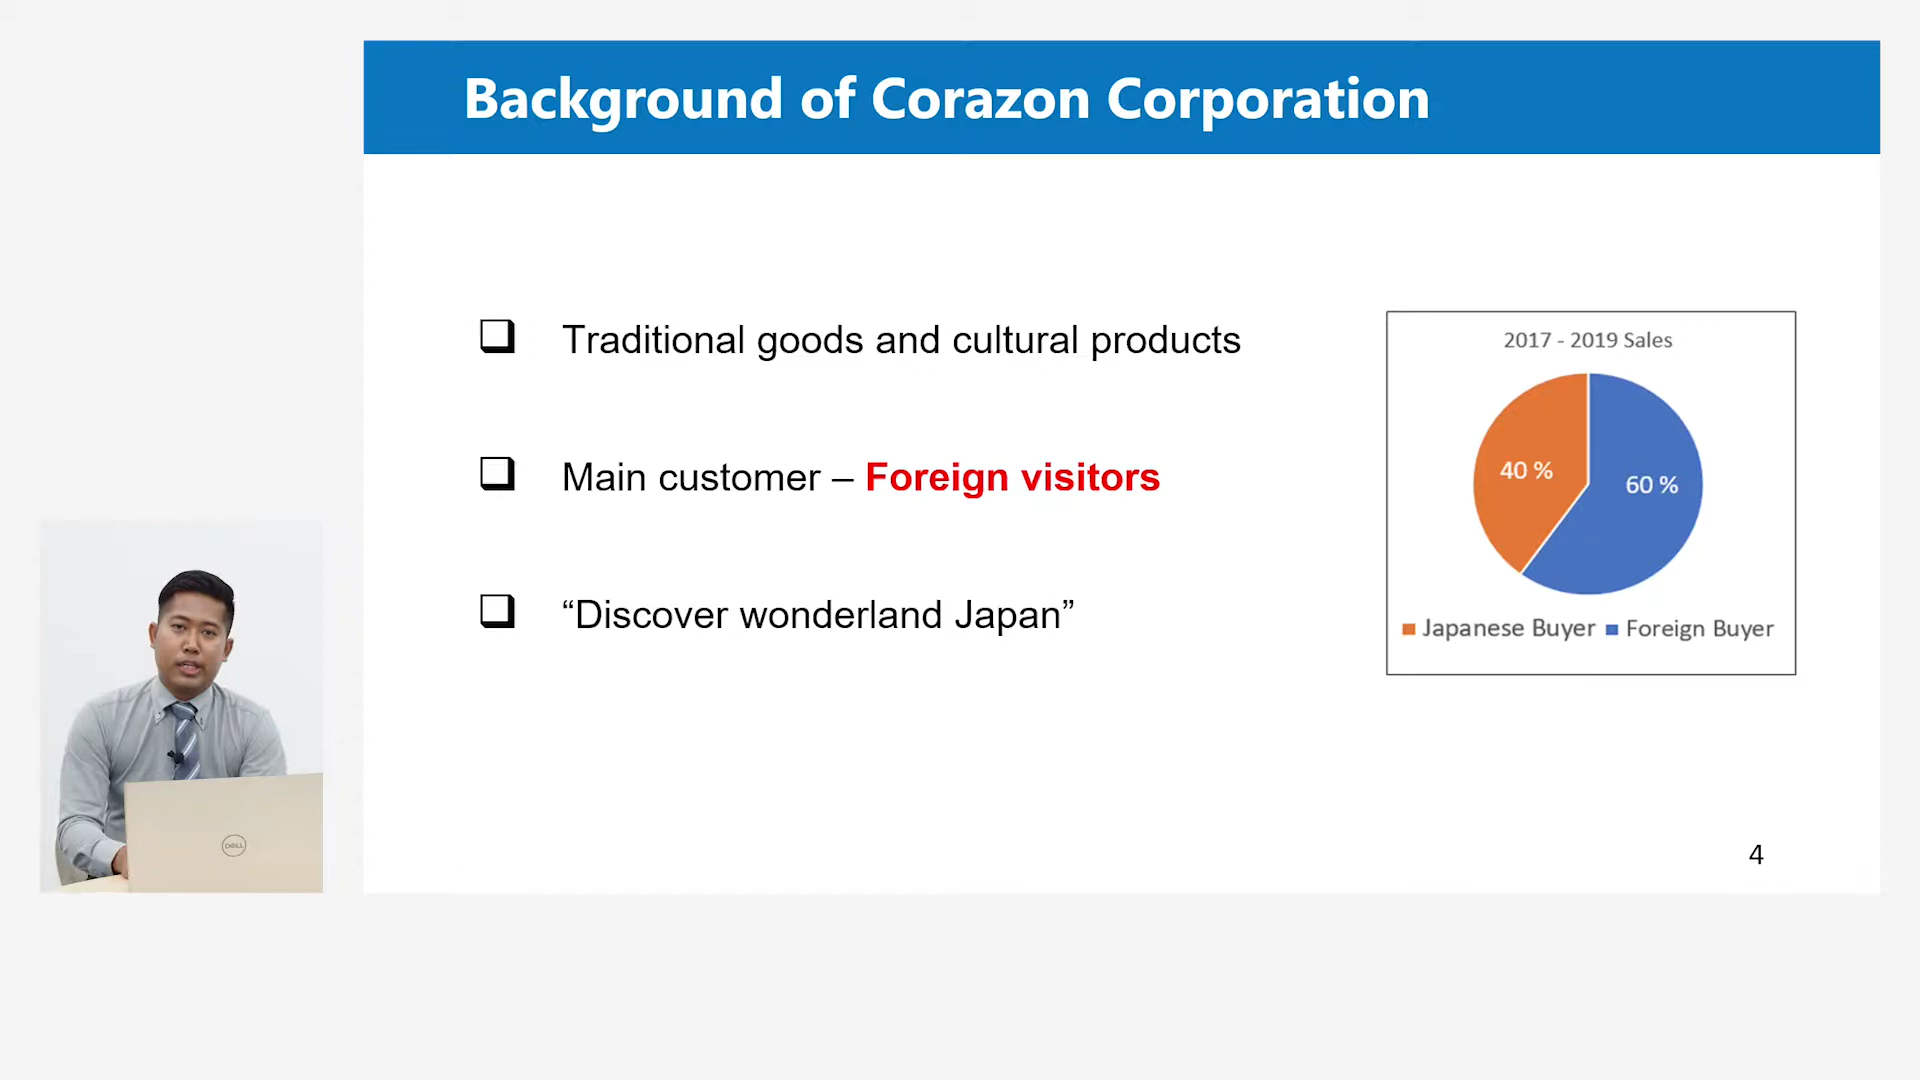 Background of Corazon Corporation
Traditional goods and cultural products
Main customer – Foreign visitors
“Discover wonderland Japan”
2017 - 2019 Sales
40 %
60 %
Japanese Buyer Foreign Buyer
DELL
4